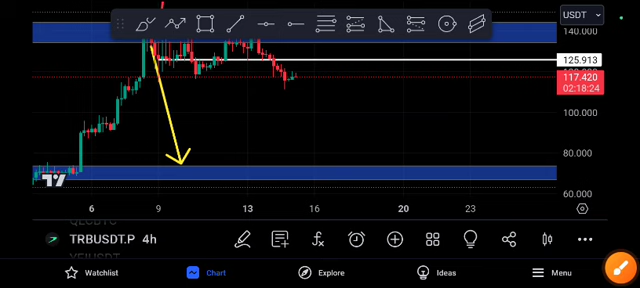 USDT
140.000
125.913
117.420
02:18:24
100.000
80.000
60.000
6 9 13 16 20 23
TRBUSDT.P 4h
Watchlist Chart Explore Ideas Menu